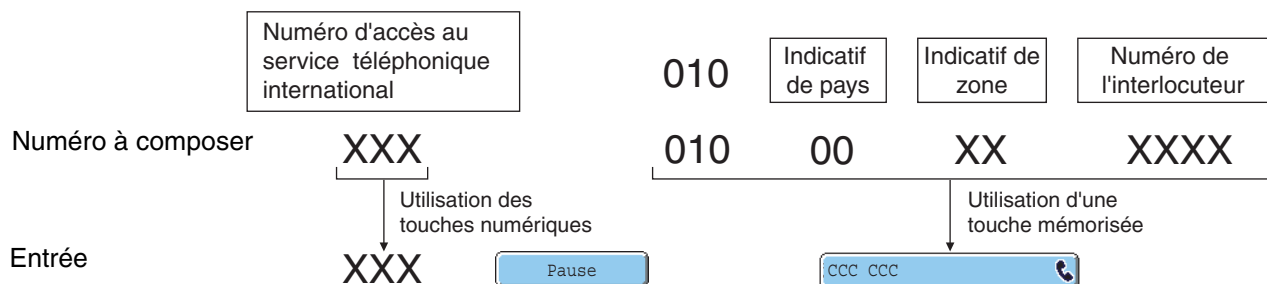 Numéro d'accès au
service téléphonique
international
010
Indicatif
de pays
Indicatif de
zone
Numéro de
l'interlocuteur
Numéro à composer XXX 010 00 XX XXXX
Utilisation des
touches numériques
Utilisation d'une
touche mémorisée
Entrée XXX Pause CCC CCC